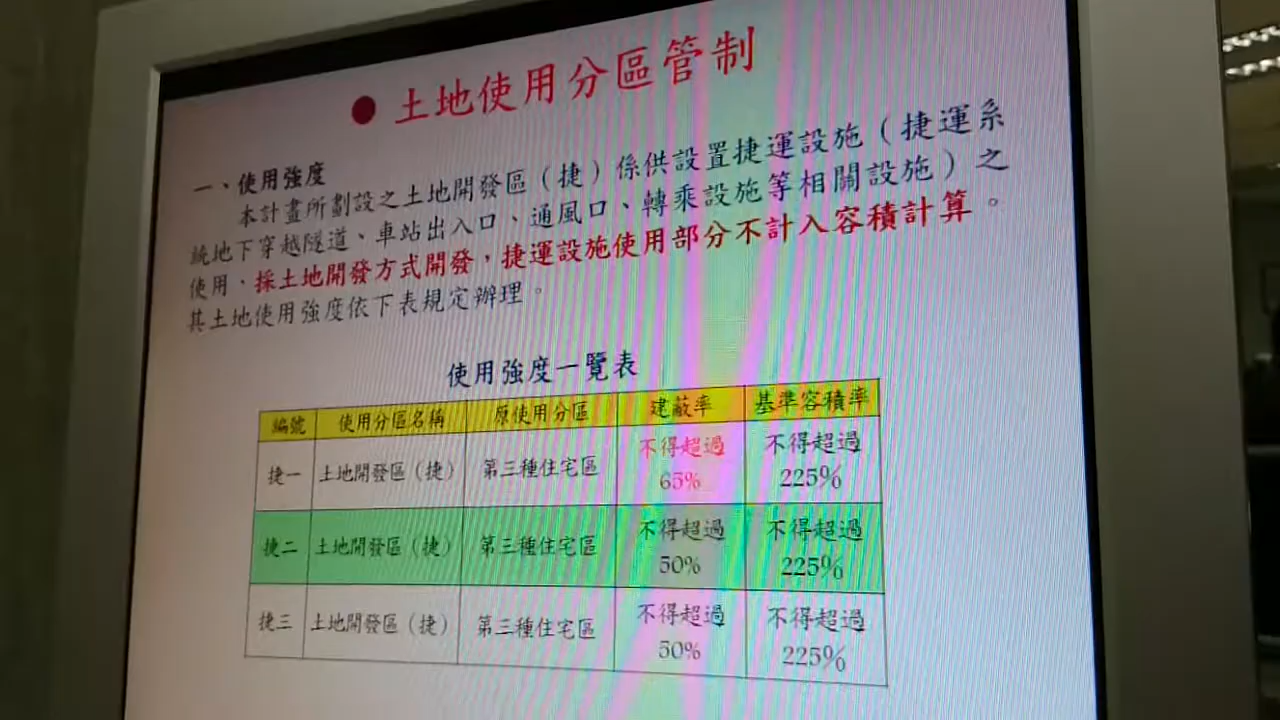 ● 土地使用分區管制
一、使用強度
本計畫所劃設之土地開發區（捷）係供設置捷運設施（捷運系
統地下穿越隧道、車站出入口、通風口、轉乘設施等相關設施）之
使用、採土地開發方式開發，捷運設施使用部分不計入容積計算。
其土地使用強度依下表規定辦理。
使用強度一覽表
編號 使用分區名稱 原使用分區 建蔽率 基準容積率
捷一 土地開發區（捷） 第三種住宅區 不得超過 65% 不得超過 225%
捷二 土地開發區（捷） 第三種住宅區 不得超過 50% 不得超過 225%
捷三 土地開發區（捷） 第三種住宅區 不得超過 50% 不得超過 225%